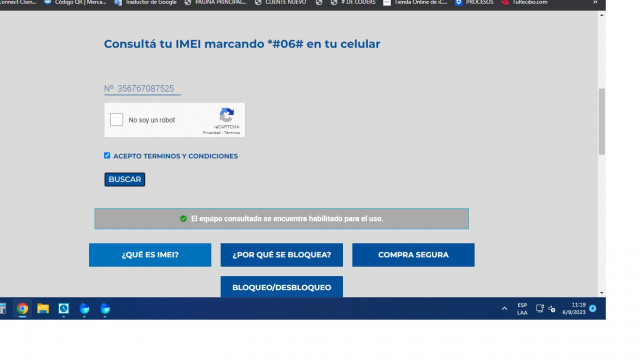 Connect Clien...
Código QR | Merca...
Traductor de Google
PAGINA PRINCIPAL...
CLIENTE NUEVO
# DE CODERS
Tienda Online de iC...
PROCESOS
TuRecibo.com
»
Consultá tu IMEI marcando *#06# en tu celular
Nº 356767087525
No soy un robot
reCAPTCHA
Privacidad - Términos
ACEPTO TERMINOS Y CONDICIONES
BUSCAR
El equipo consultado se encuentra habilitado para el uso.
¿QUÉ ES IMEI?
¿POR QUÉ SE BLOQUEA?
COMPRA SEGURA
BLOQUEO/DESBLOQUEO
ESP
LAA
11:19
6/9/2023